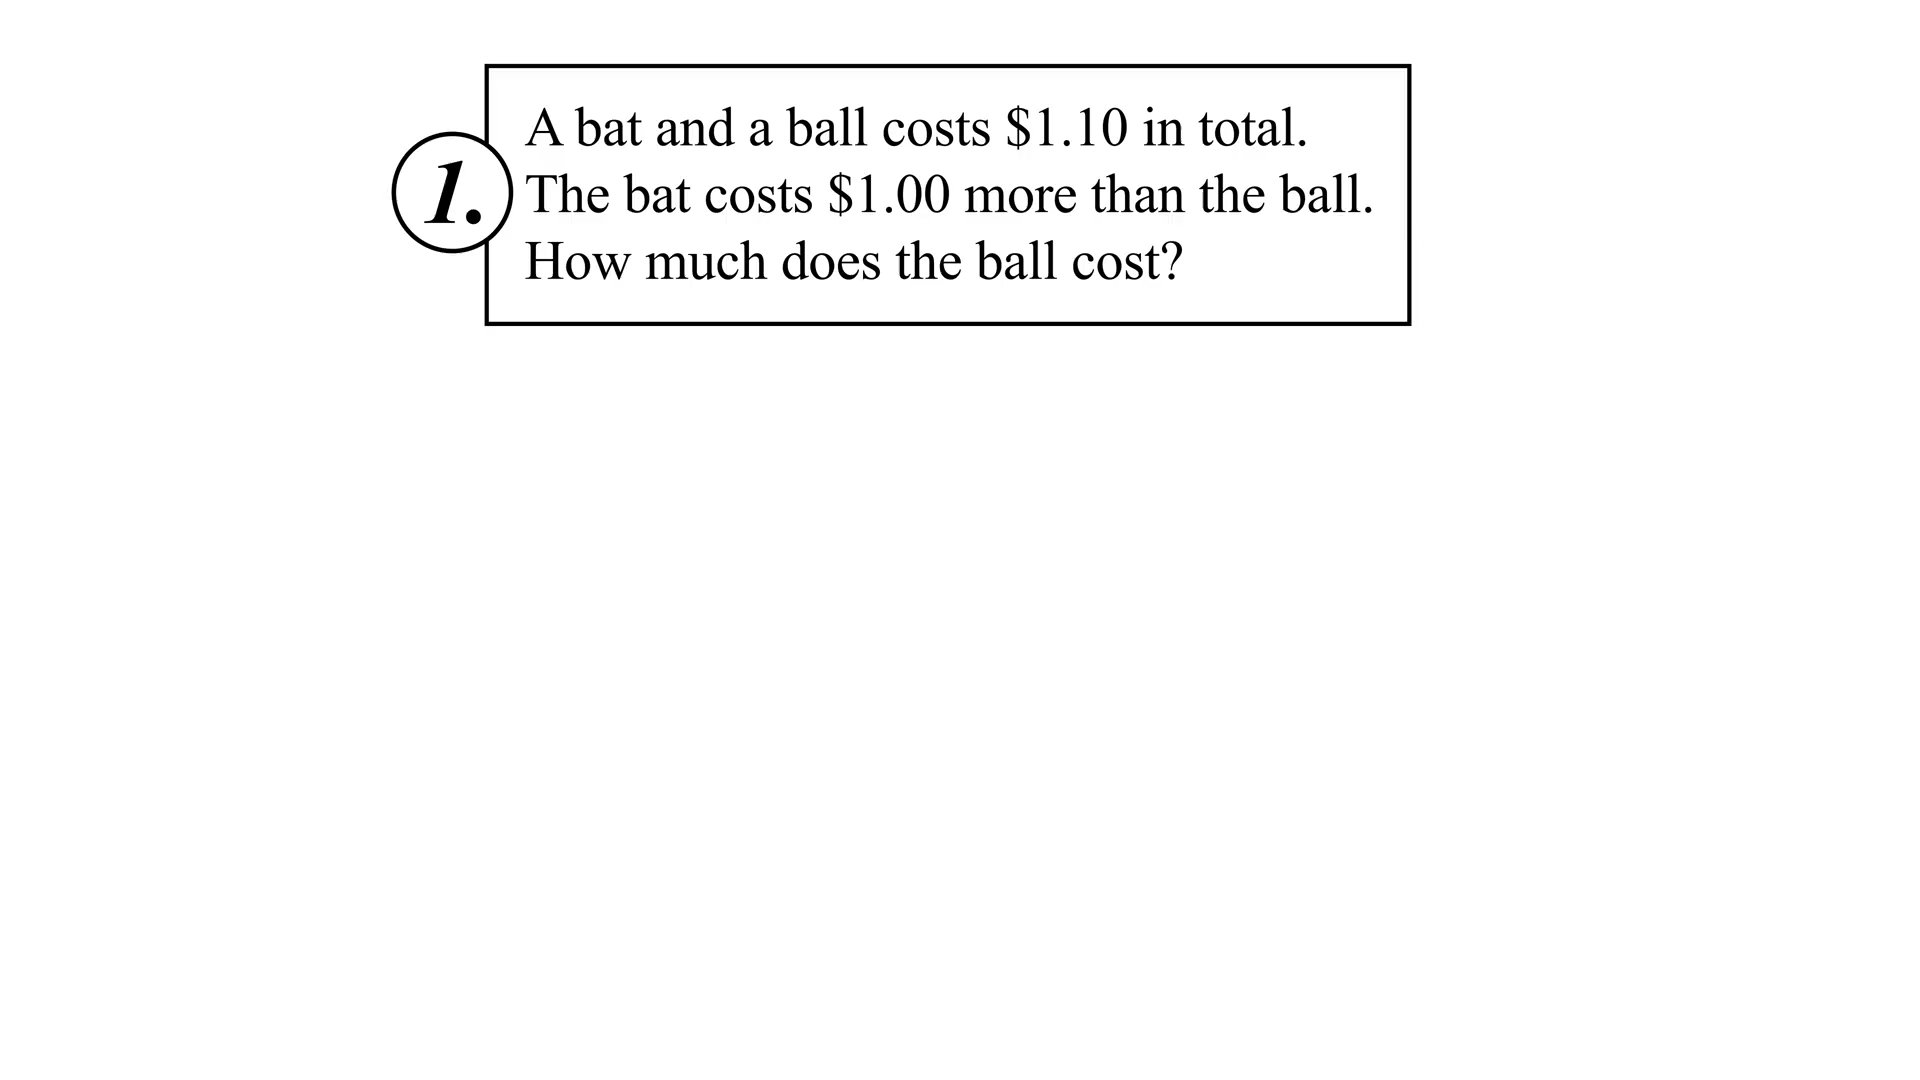 1.
A bat and a ball costs $1.10 in total.
The bat costs $1.00 more than the ball.
How much does the ball cost?